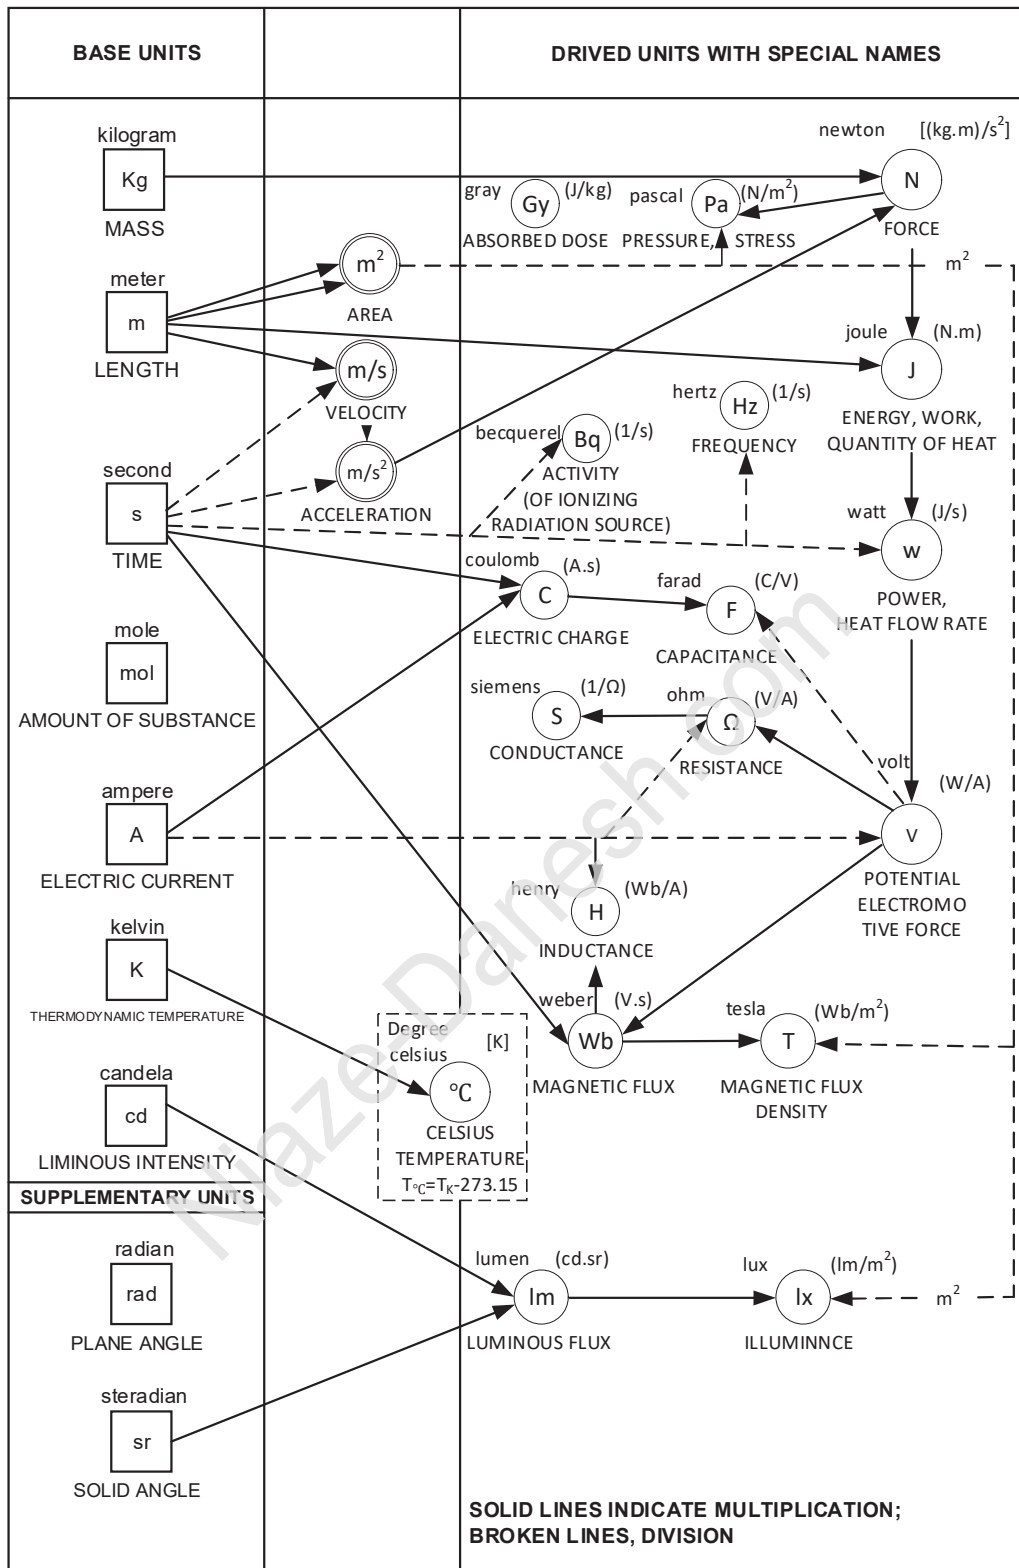 BASE UNITS
DRIVED UNITS WITH SPECIAL NAMES
kilogram
Kg
MASS
meter
m
LENGTH
second
s
TIME
mole
mol
AMOUNT OF SUBSTANCE
ampere
A
ELECTRIC CURRENT
kelvin
K
THERMODYNAMIC TEMPERATURE
candela
cd
LIMINOUS INTENSITY
SUPPLEMENTARY UNITS
radian
rad
PLANE ANGLE
steradian
sr
SOLID ANGLE
m²
AREA
m/s
VELOCITY
m/s²
ACCELERATION
newton [(kg.m)/s²]
N
FORCE
gray (J/kg)
Gy
ABSORBED DOSE
pascal (N/m²)
Pa
PRESSURE, STRESS
m²
joule (N.m)
J
ENERGY, WORK,
QUANTITY OF HEAT
hertz (1/s)
Hz
FREQUENCY
becquerel (1/s)
Bq
ACTIVITY
(OF IONIZING
RADIATION SOURCE)
watt (J/s)
w
POWER,
HEAT FLOW RATE
coulomb (A.s)
C
ELECTRIC CHARGE
farad (C/V)
F
CAPACITANCE
siemens (1/Ω)
S
CONDUCTANCE
ohm (V/A)
Ω
RESISTANCE
volt (W/A)
V
POTENTIAL
ELECTROMO
TIVE FORCE
henry (Wb/A)
H
INDUCTANCE
weber (V.s)
Wb
MAGNETIC FLUX
tesla (Wb/m²)
T
MAGNETIC FLUX
DENSITY
Degree
celsius [K]
°C
CELSIUS
TEMPERATURE
T°C=TK-273.15
lumen (cd.sr)
lm
LUMINOUS FLUX
lux (lm/m²)
lx
ILLUMINNCE
m²
SOLID LINES INDICATE MULTIPLICATION;
BROKEN LINES, DIVISION
Niaze-Danesh.com